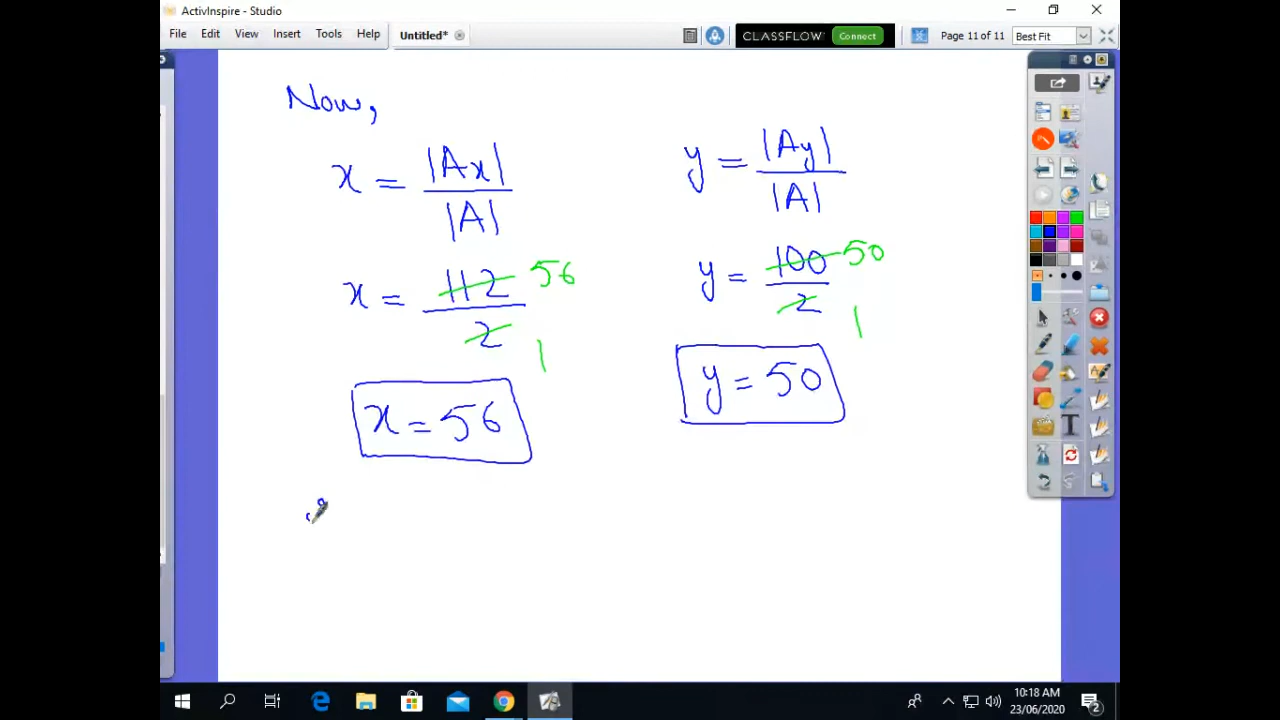 ActivInspire - Studio
File Edit View Insert Tools Help Untitled* CLASSFLOW Connect Page 11 of 11 Best Fit
Now,
x = |Ax| / |A|
y = |Ay| / |A|
x = 112 / 2 56 1
y = 100 / 2 50 1
x = 56
y = 50
T
10:18 AM
23/06/2020
2